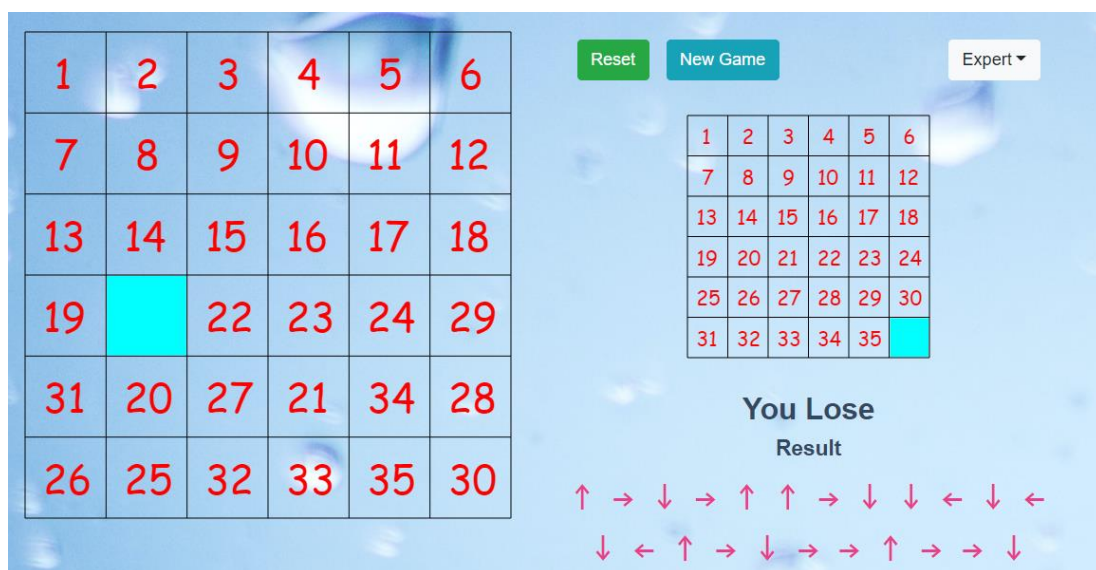 Reset New Game Expert
1 2 3 4 5 6
7 8 9 10 11 12
13 14 15 16 17 18
19 22 23 24 29
31 20 27 21 34 28
26 25 32 33 35 30
1 2 3 4 5 6
7 8 9 10 11 12
13 14 15 16 17 18
19 20 21 22 23 24
25 26 27 28 29 30
31 32 33 34 35
You Lose
Result
↑ → ↓ → ↑ ↑ → ↓ ↓ ← ↓ ←
↓ ← ↑ → ↓ → → ↑ → → ↓